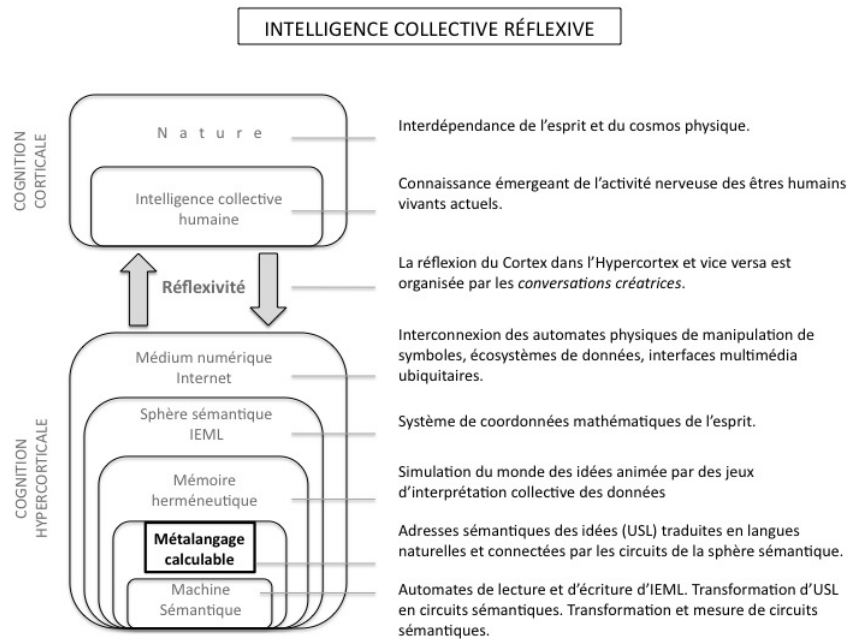 INTELLIGENCE COLLECTIVE RÉFLEXIVE
COGNITION
CORTICALE
Nature
Interdépendance de l'esprit et du cosmos physique.
Intelligence collective
humaine
Connaissance émergeant de l'activité nerveuse des êtres humains
vivants actuels.
Réflexivité
La réflexion du Cortex dans l'Hypercortex et vice versa est
organisée par les conversations créatrices.
COGNITION
HYPERCORTICALE
Médium numérique
Internet
Interconnexion des automates physiques de manipulation de
symboles, écosystèmes de données, interfaces multimédia
ubiquitaires.
Sphère sémantique
IEML
Système de coordonnées mathématiques de l'esprit.
Mémoire
herméneutique
Simulation du monde des idées animée par des jeux
d'interprétation collective des données
Métalangage
calculable
Adresses sémantiques des idées (USL) traduites en langues
naturelles et connectées par les circuits de la sphère sémantique.
Machine
Sémantique
Automates de lecture et d'écriture d'IEML. Transformation d'USL
en circuits sémantiques. Transformation et mesure de circuits
sémantiques.